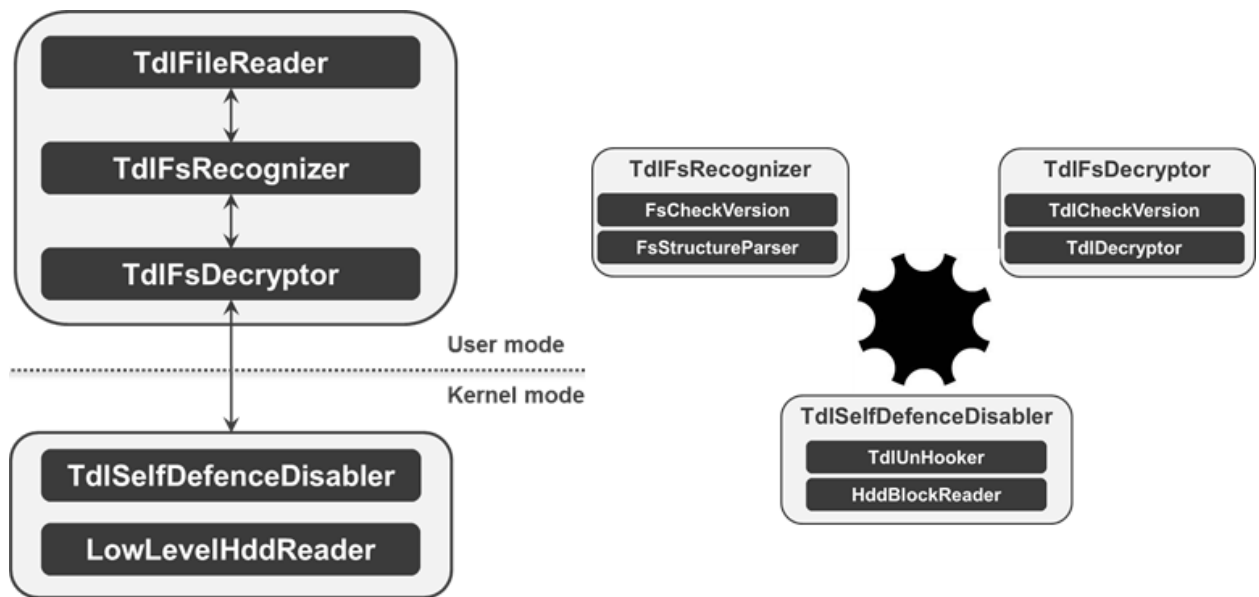 TdlFileReader
TdlFsRecognizer
TdlFsDecryptor
User mode
Kernel mode
TdlSelfDefenceDisabler
LowLevelHddReader
TdlFsRecognizer
FsCheckVersion
FsStructureParser
TdlFsDecryptor
TdlCheckVersion
TdlDecryptor
TdlSelfDefenceDisabler
TdlUnHooker
HddBlockReader